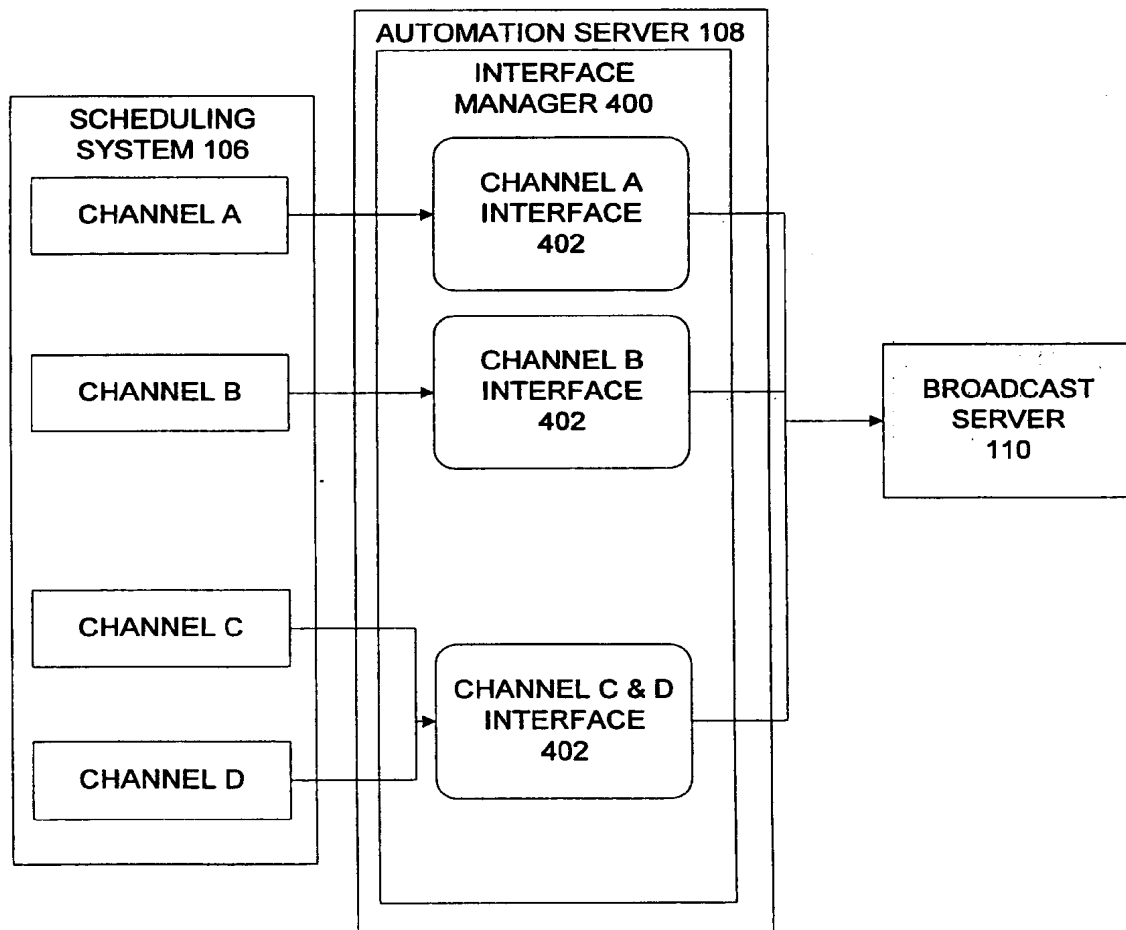 AUTOMATION SERVER 108
INTERFACE
MANAGER 400
SCHEDULING
SYSTEM 106
CHANNEL A
CHANNEL A
INTERFACE
402
CHANNEL B
CHANNEL B
INTERFACE
402
BROADCAST
SERVER
110
CHANNEL C
CHANNEL C & D
INTERFACE
402
CHANNEL D